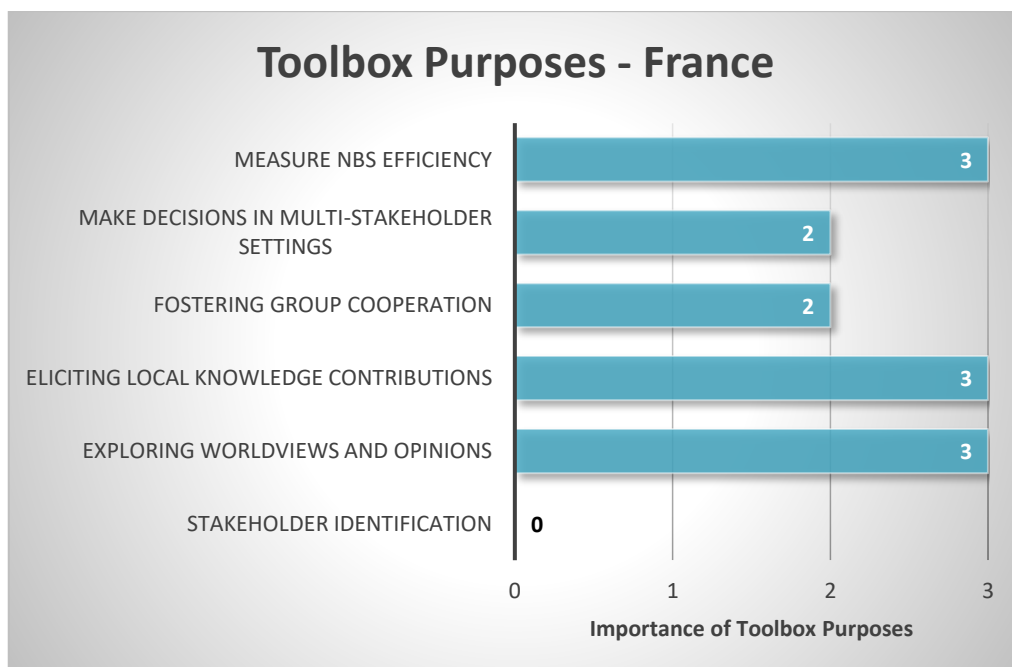 Toolbox Purposes - France
MEASURE NBS EFFICIENCY
3
MAKE DECISIONS IN MULTI-STAKEHOLDER
SETTINGS
2
FOSTERING GROUP COOPERATION
2
ELICITING LOCAL KNOWLEDGE CONTRIBUTIONS
3
EXPLORING WORLDVIEWS AND OPINIONS
3
STAKEHOLDER IDENTIFICATION
0
0 1 2 3
Importance of Toolbox Purposes